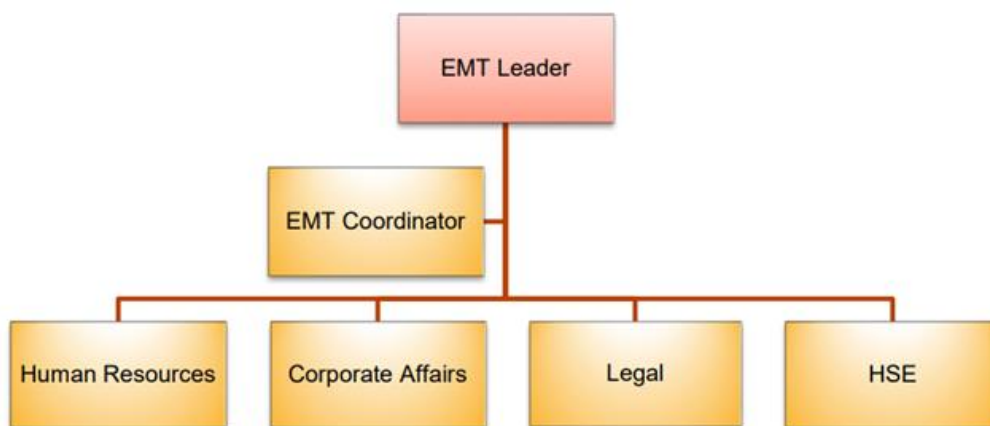 EMT Leader
EMT Coordinator
Human Resources
Corporate Affairs
Legal
HSE